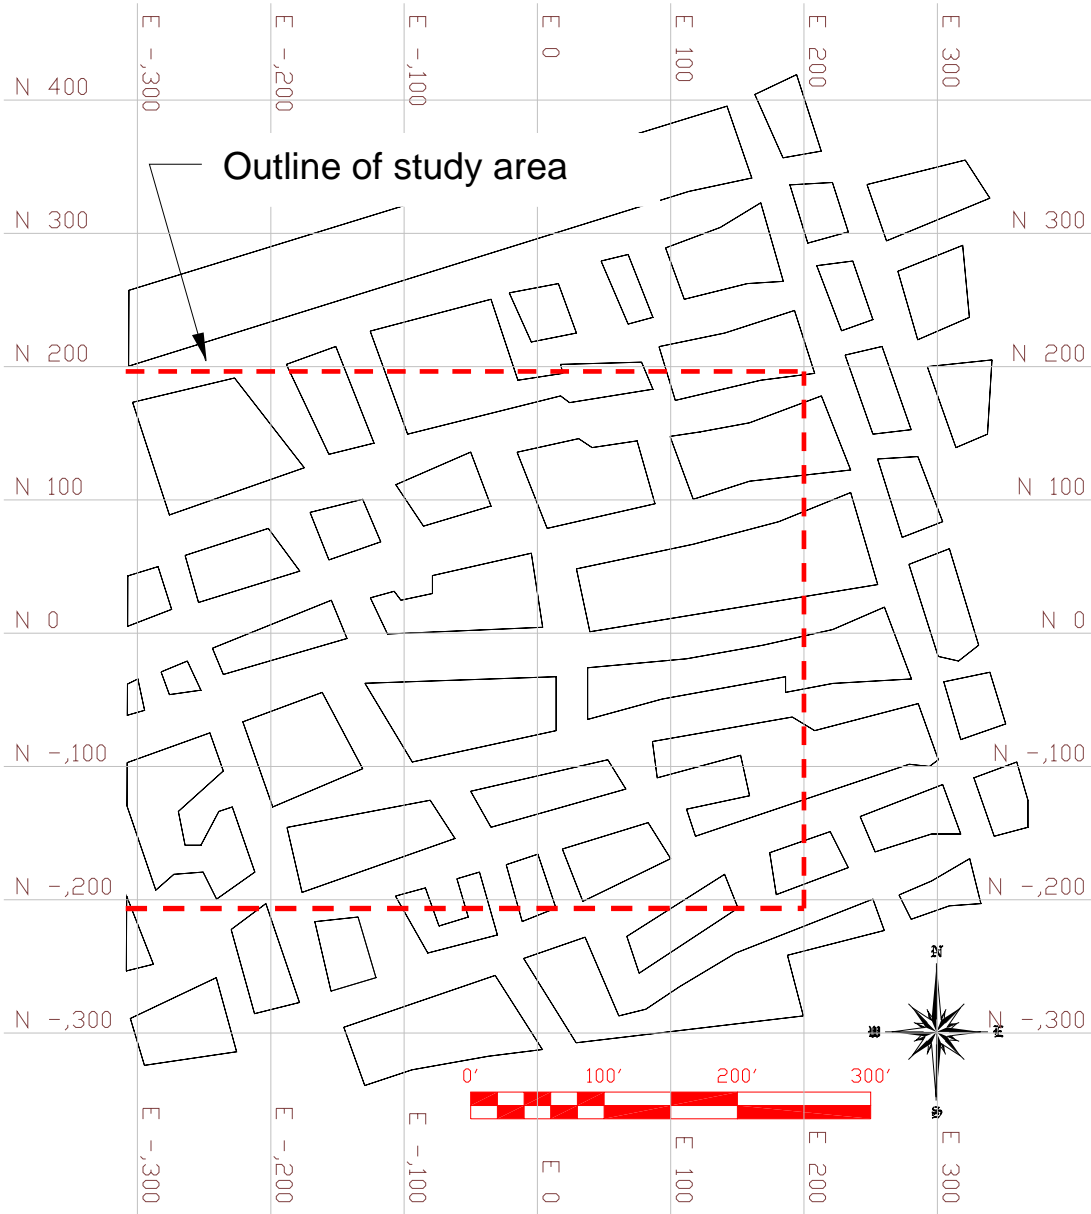 E -,300
E -,200
E -,100
E 0
E 100
E 200
E 300
N 400
Outline of study area
N 300
N 300
N 200
N 200
N 100
N 100
N 0
N 0
N -,100
N -,100
N -,200
N -,200
N
W
E
S
N -,300
N -,300
0'
100'
200'
300'
E -,300
E -,200
E -,100
E 0
E 100
E 200
E 300